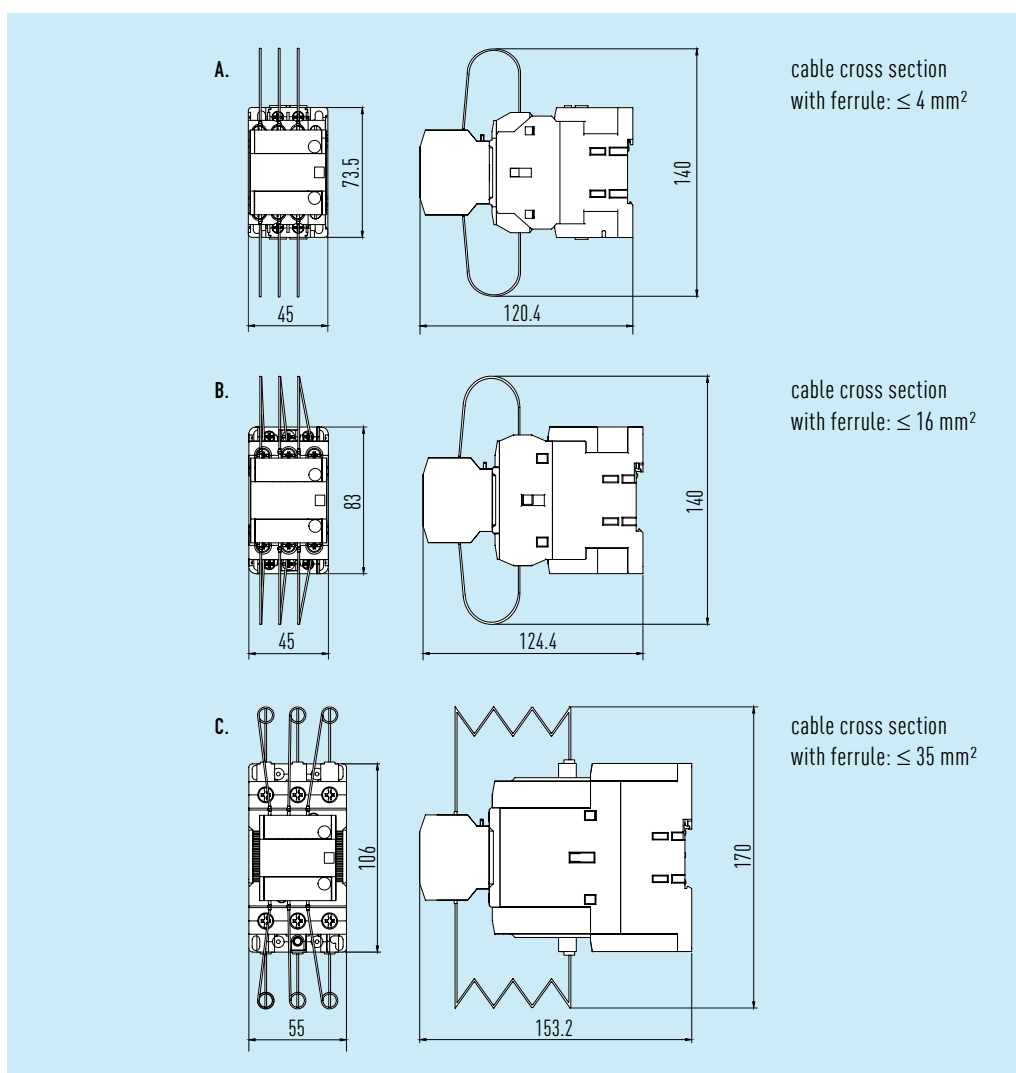 A.
cable cross section
with ferrule: ≤ 4 mm²
73.5
140
45
120.4
B.
cable cross section
with ferrule: ≤ 16 mm²
83
140
45
124.4
C.
cable cross section
with ferrule: ≤ 35 mm²
106
170
55
153.2